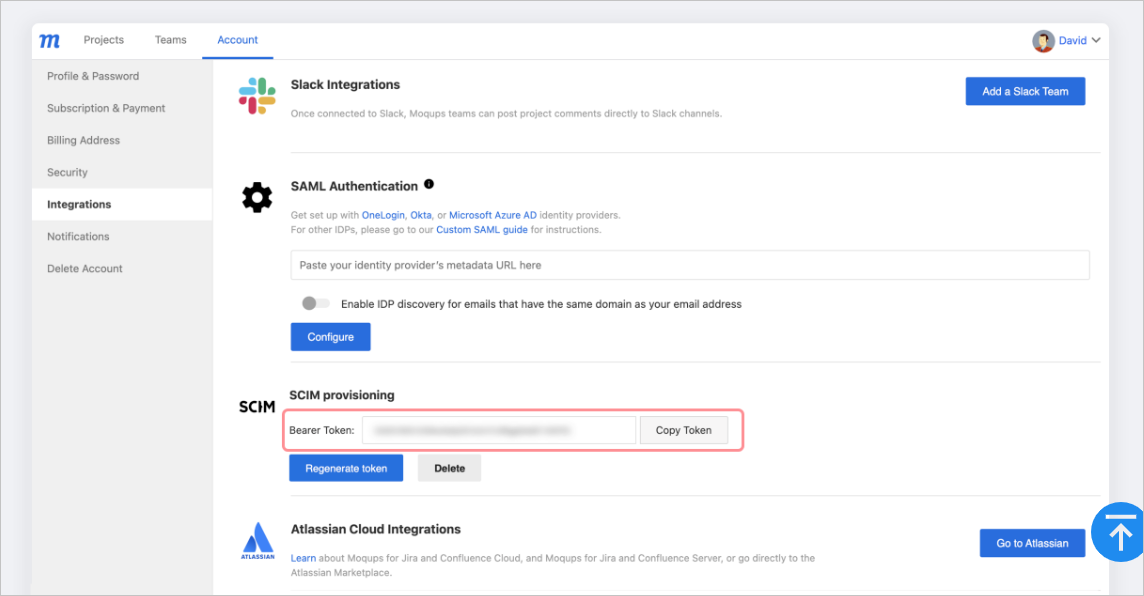 m
Projects
Teams
Account
David
Profile & Password
Subscription & Payment
Billing Address
Security
Integrations
Notifications
Delete Account
Slack Integrations
Once connected to Slack, Moqups teams can post project comments directly to Slack channels.
Add a Slack Team
SAML Authentication
Get set up with OneLogin, Okta, or Microsoft Azure AD identity providers.
For other IDPs, please go to our Custom SAML guide for instructions.
Paste your identity provider's metadata URL here
Enable IDP discovery for emails that have the same domain as your email address
Configure
SCIM
SCIM provisioning
Bearer Token:
Copy Token
Regenerate token
Delete
ATLASSIAN
Atlassian Cloud Integrations
Learn about Moqups for Jira and Confluence Cloud, and Moqups for Jira and Confluence Server, or go directly to the
Atlassian Marketplace.
Go to Atlassian